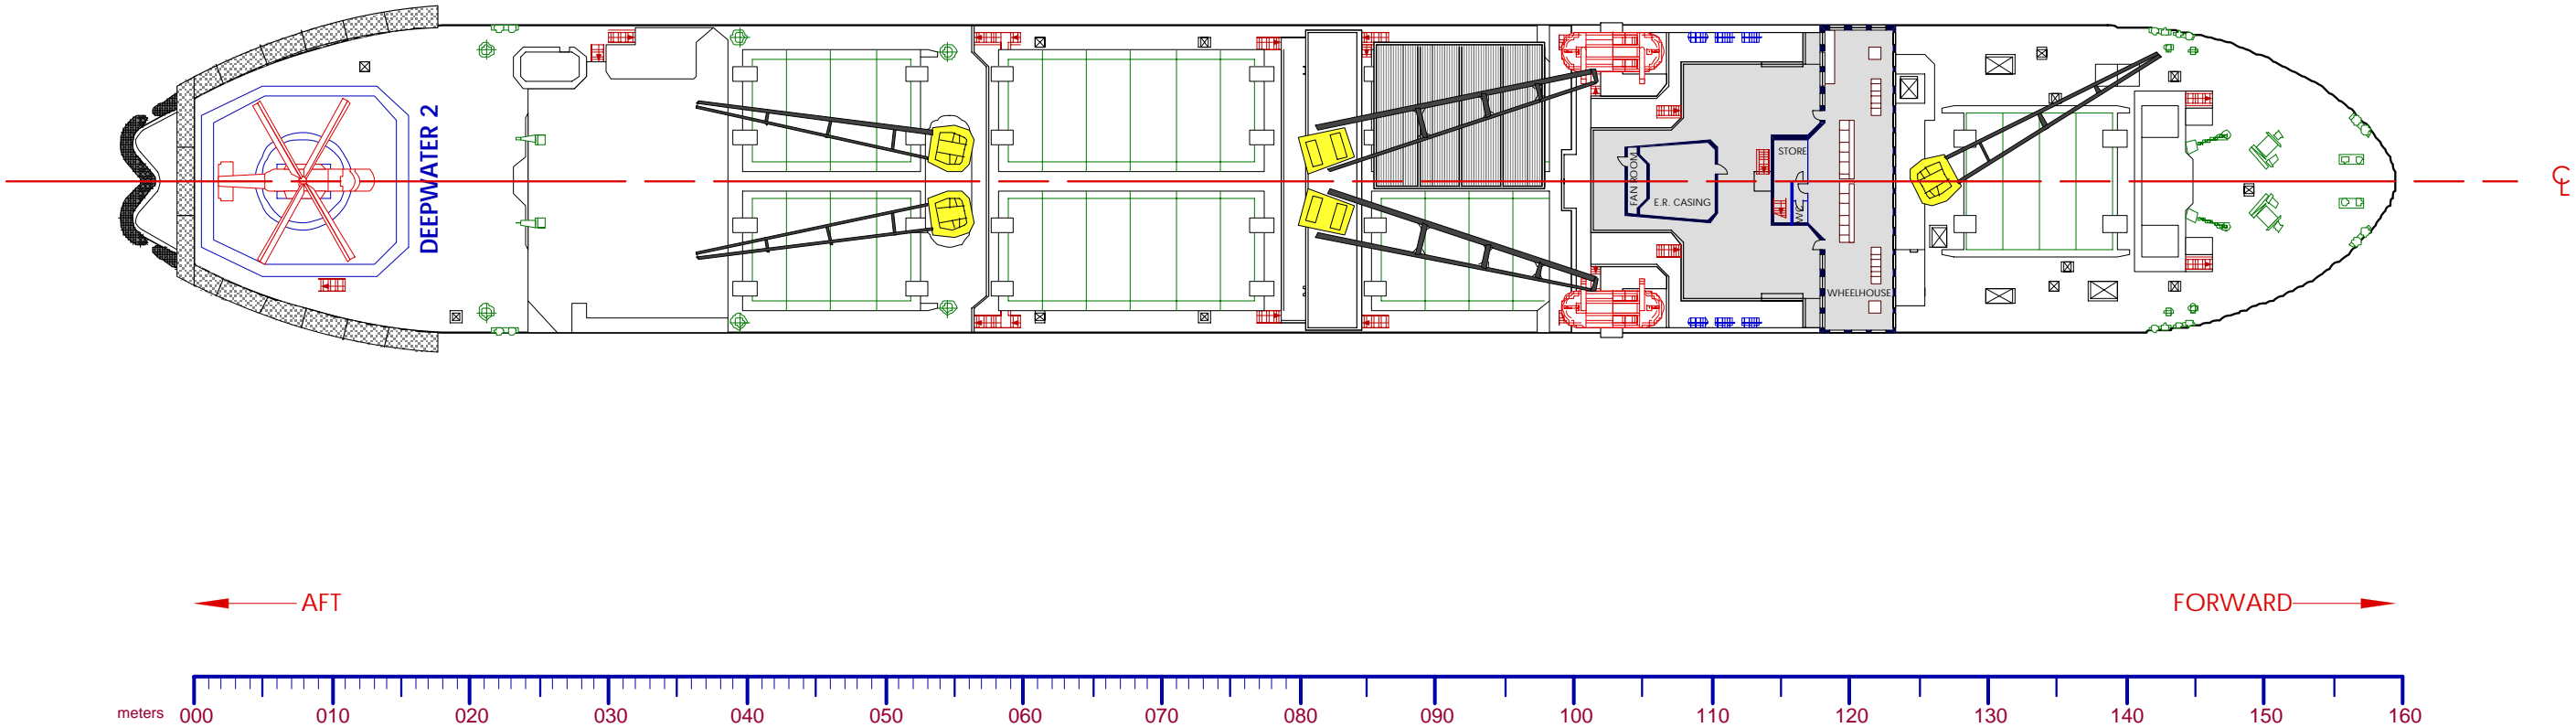 DEEPWATER 2
FAN ROOM
E.R. CASING
STORE
WC
WHEELHOUSE
℄
AFT
FORWARD
meters 000 010 020 030 040 050 060 070 080 090 100 110 120 130 140 150 160